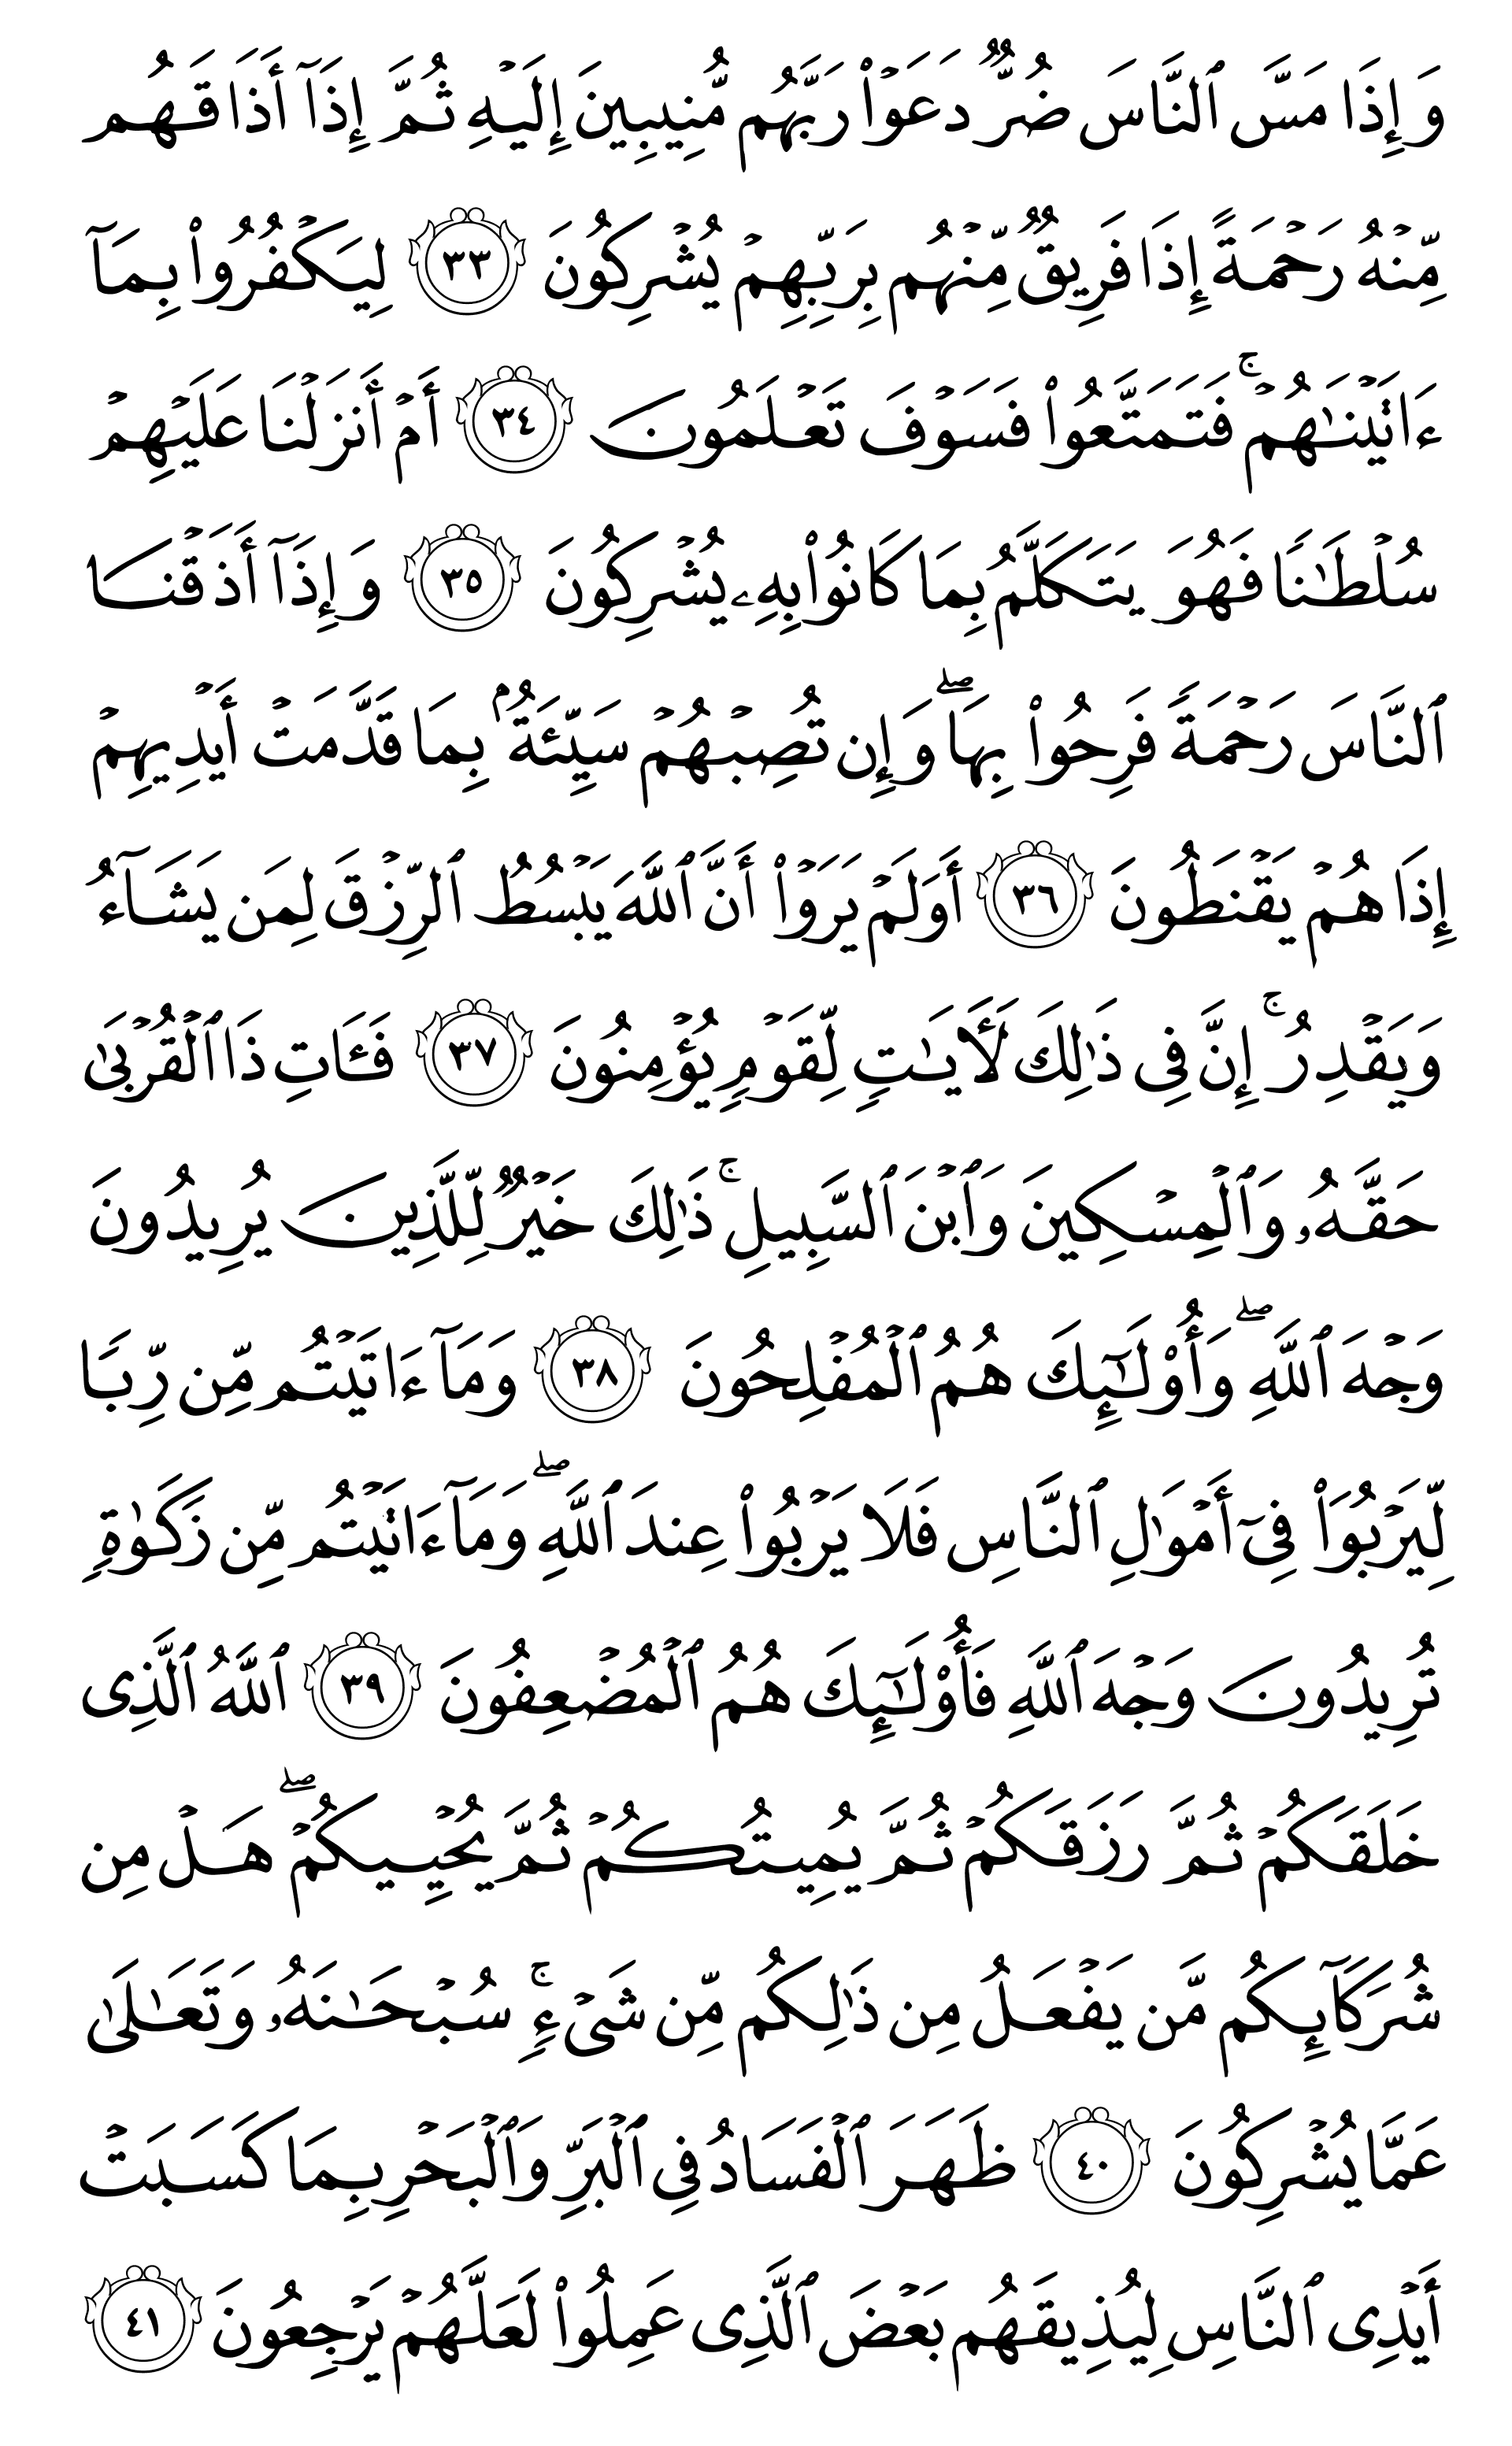 وَإِذَا مَسَّ ٱلنَّاسَ ضُرٌّ دَعَوْا۟ رَبَّهُم مُّنِيبِينَ إِلَيْهِ ثُمَّ إِذَآ أَذَاقَهُم
مِّنْهُ رَحْمَةً إِذَا فَرِيقٌ مِّنْهُم بِرَبِّهِمْ يُشْرِكُونَ ٣٣ لِيَكْفُرُوا۟ بِمَآ
ءَاتَيْنَـٰهُمْ ۚ فَتَمَتَّعُوا۟ فَسَوْفَ تَعْلَمُونَ ٣٤ أَمْ أَنزَلْنَا عَلَيْهِمْ
سُلْطَـٰنًا فَهُوَ يَتَكَلَّمُ بِمَا كَانُوا۟ بِهِۦ يُشْرِكُونَ ٣٥ وَإِذَآ أَذَقْنَا
ٱلنَّاسَ رَحْمَةً فَرِحُوا۟ بِهَا ۖ وَإِن تُصِبْهُمْ سَيِّئَةٌۢ بِمَا قَدَّمَتْ أَيْدِيهِمْ
إِذَا هُمْ يَقْنَطُونَ ٣٦ أَوَلَمْ يَرَوْا۟ أَنَّ ٱللَّهَ يَبْسُطُ ٱلرِّزْقَ لِمَن يَشَآءُ
وَيَقْدِرُ ۚ إِنَّ فِى ذَٰلِكَ لَـَٔايَـٰتٍ لِّقَوْمٍ يُؤْمِنُونَ ٣٧ فَـَٔاتِ ذَا ٱلْقُرْبَىٰ
حَقَّهُۥ وَٱلْمِسْكِينَ وَٱبْنَ ٱلسَّبِيلِ ۚ ذَٰلِكَ خَيْرٌ لِّلَّذِينَ يُرِيدُونَ
وَجْهَ ٱللَّهِ ۖ وَأُو۟لَـٰٓئِكَ هُمُ ٱلْمُفْلِحُونَ ٣٨ وَمَآ ءَاتَيْتُم مِّن رِّبًا
لِّيَرْبُوَا۟ فِىٓ أَمْوَٰلِ ٱلنَّاسِ فَلَا يَرْبُوا۟ عِندَ ٱللَّهِ ۖ وَمَآ ءَاتَيْتُم مِّن زَكَوٰةٍ
تُرِيدُونَ وَجْهَ ٱللَّهِ فَأُو۟لَـٰٓئِكَ هُمُ ٱلْمُضْعِفُونَ ٣٩ ٱللَّهُ ٱلَّذِى
خَلَقَكُمْ ثُمَّ رَزَقَكُمْ ثُمَّ يُمِيتُكُمْ ثُمَّ يُحْيِيكُمْ ۖ هَلْ مِن
شُرَكَآئِكُم مَّن يَفْعَلُ مِن ذَٰلِكُم مِّن شَىْءٍ ۚ سُبْحَـٰنَهُۥ وَتَعَـٰلَىٰ
عَمَّا يُشْرِكُونَ ٤٠ ظَهَرَ ٱلْفَسَادُ فِى ٱلْبَرِّ وَٱلْبَحْرِ بِمَا كَسَبَتْ
أَيْدِى ٱلنَّاسِ لِيُذِيقَهُم بَعْضَ ٱلَّذِى عَمِلُوا۟ لَعَلَّهُمْ يَرْجِعُونَ ٤١